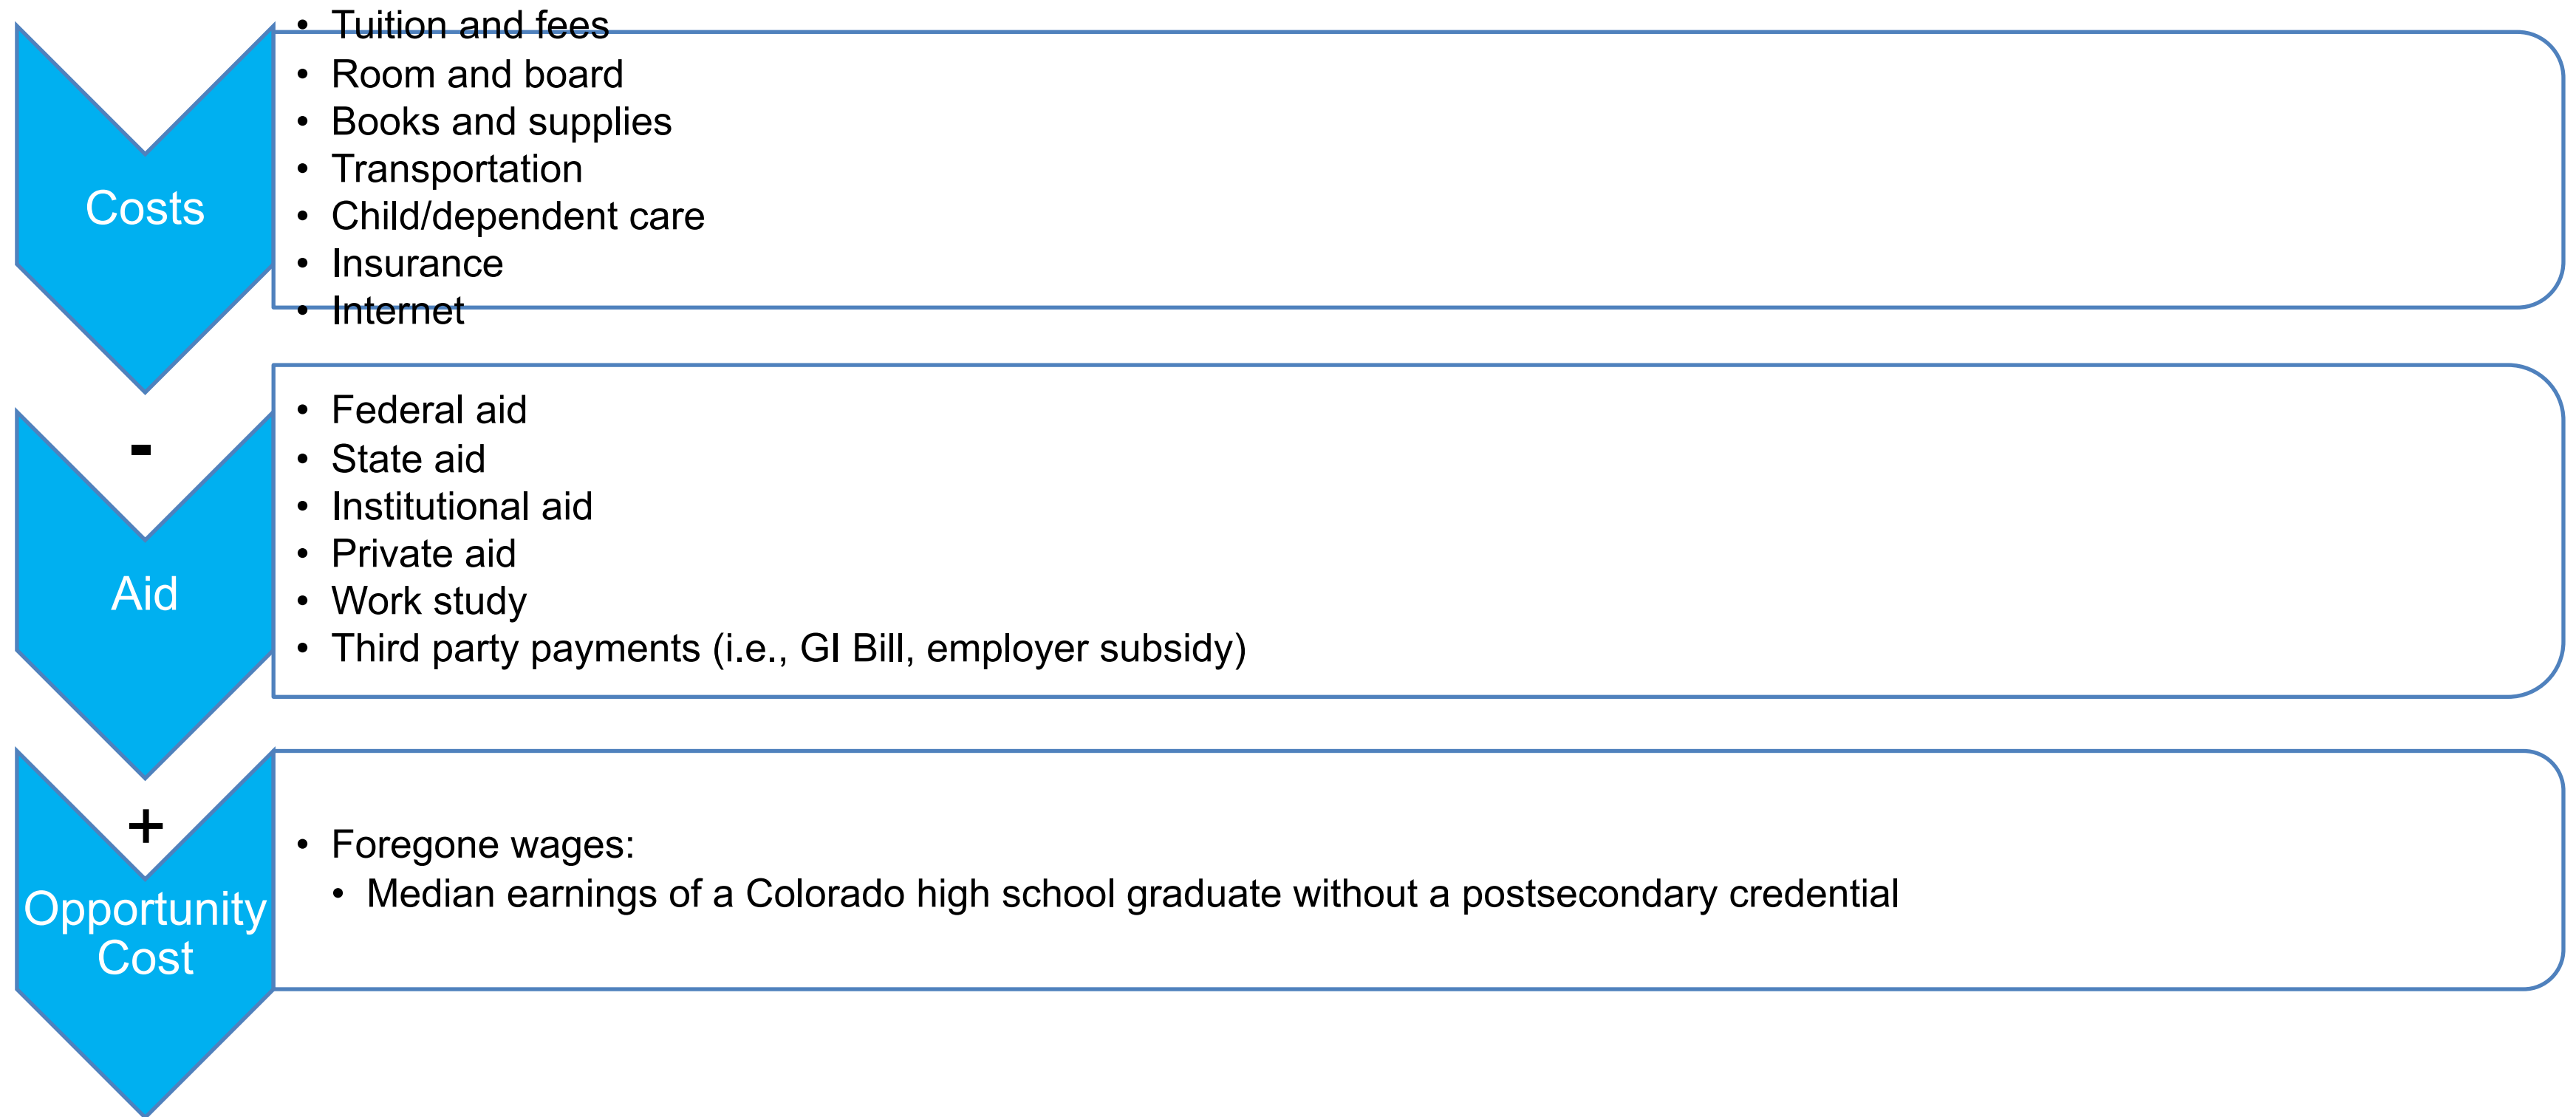 Costs
• Tuition and fees
• Room and board
• Books and supplies
• Transportation
• Child/dependent care
• Insurance
• Internet
-
Aid
• Federal aid
• State aid
• Institutional aid
• Private aid
• Work study
• Third party payments (i.e., GI Bill, employer subsidy)
+
Opportunity
Cost
• Foregone wages:
• Median earnings of a Colorado high school graduate without a postsecondary credential